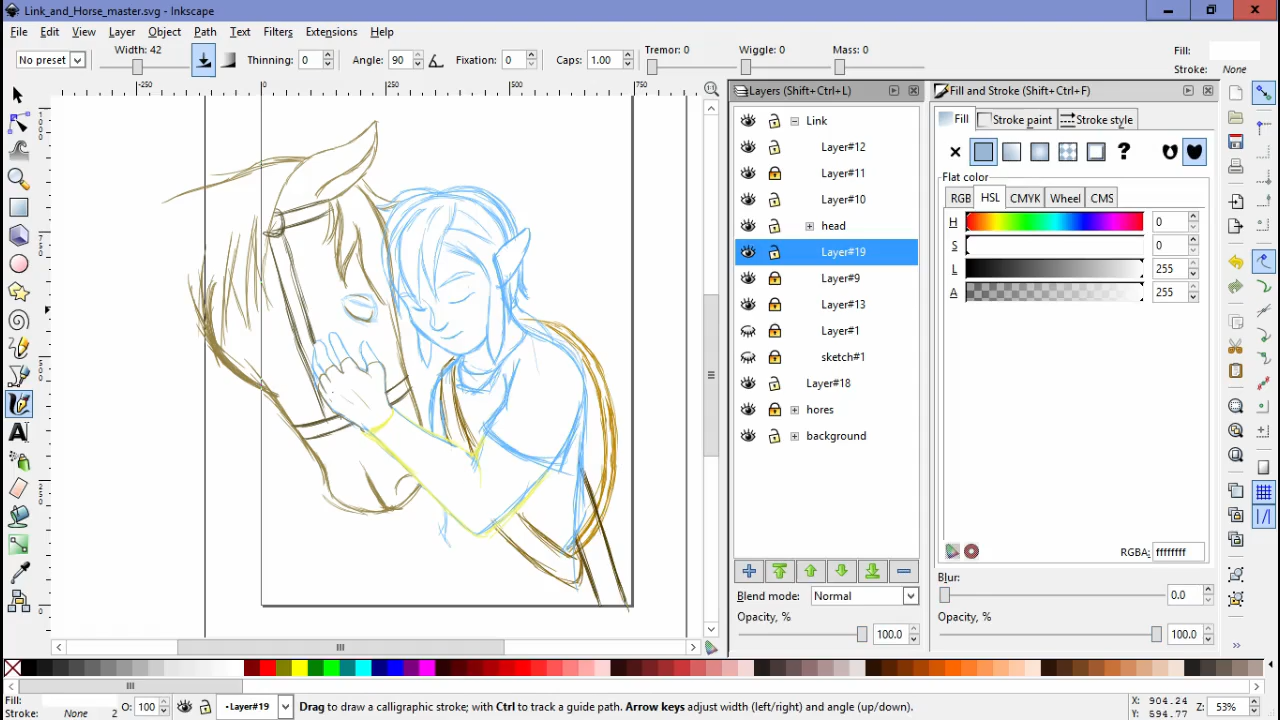 Link_and_Horse_master.svg - Inkscape
File Edit View Layer Object Path Text Filters Extensions Help
No preset
Width: 42
Thinning: 0
Angle: 90
Fixation: 0
Caps: 1.00
Tremor: 0
Wiggle: 0
Mass: 0
Fill:
Stroke: None
-250 0 250 500 750
Layers (Shift+Ctrl+L)
Link
Layer#12
Layer#11
Layer#10
head
Layer#19
Layer#9
Layer#13
Layer#1
sketch#1
Layer#18
hores
background
Blend mode: Normal
Opacity, %
100.0
Fill and Stroke (Shift+Ctrl+F)
Fill Stroke paint Stroke style
?
Flat color
RGB HSL CMYK Wheel CMS
H 0
S 0
L 255
A 255
RGBA: ffffffff
Blur:
0.0
Opacity, %
100.0
Fill:
Stroke: None 2
O: 100
•Layer#19
Drag to draw a calligraphic stroke; with Ctrl to track a guide path. Arrow keys adjust width (left/right) and angle (up/down).
X: 904.24
Y: 594.77
Z: 53%